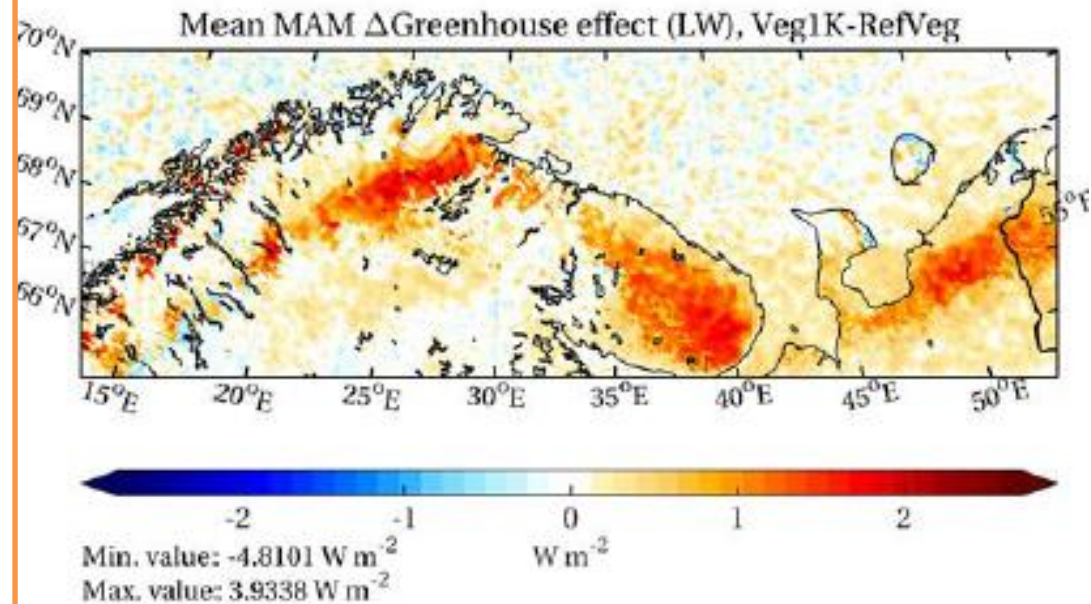 Mean MAM ΔGreenhouse effect (LW), Veg1K-RefVeg
70°N
69°N
68°N
67°N
66°N
15°E
20°E
25°E
30°E
35°E
40°E
45°E
50°E
-2 -1 0 1 2
W m⁻²
Min. value: -4.8101 W m⁻²
Max. value: 3.9338 W m⁻²